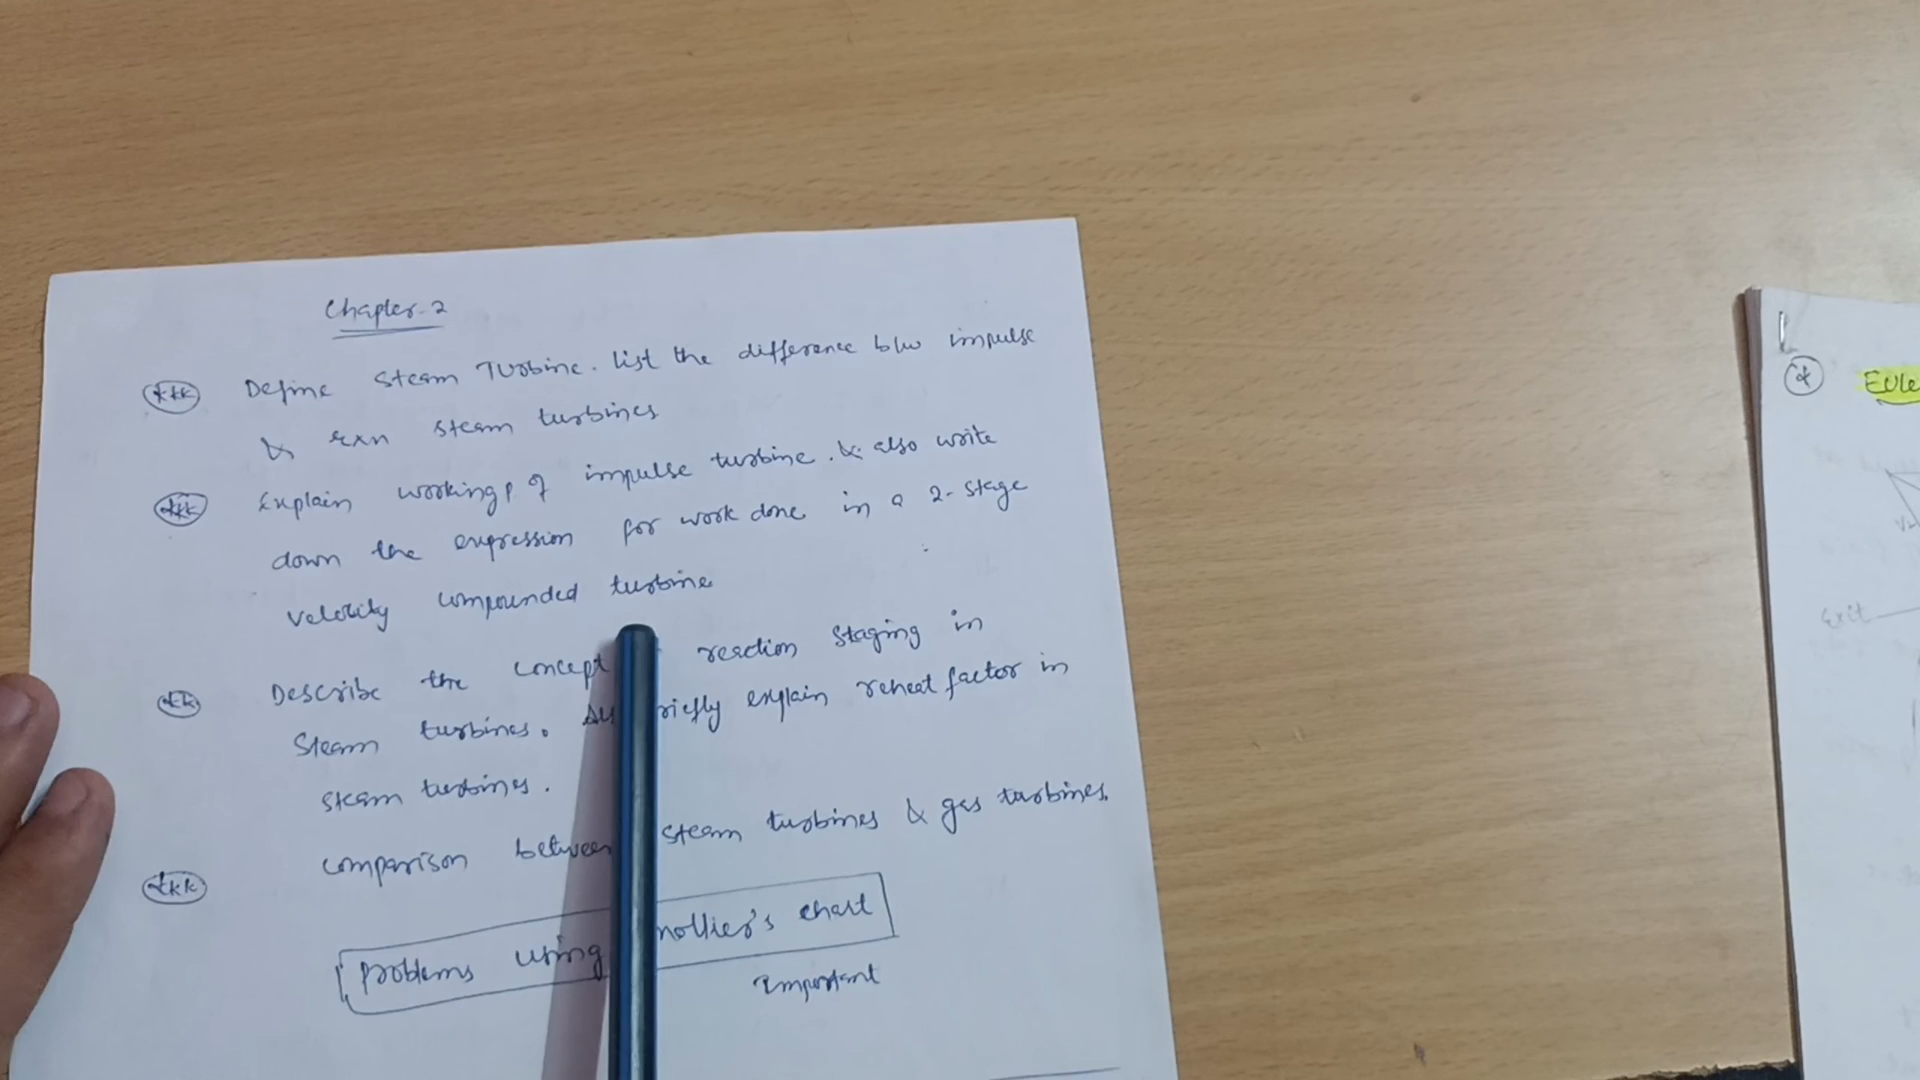 Chapter-2
*** Define steam Turbine. list the difference b/w impulse
& rxn steam turbines
*** Explain working p. of impulse turbine. & also write
down the expression for work done in a 2-stage
velocity compounded turbine
** Describe the concept reaction staging in
Steam turbines. explain reheat factor in
steam turbines.
*** comparison between steam turbines & gas turbines.
problems using mollier's chart
Important
Exit